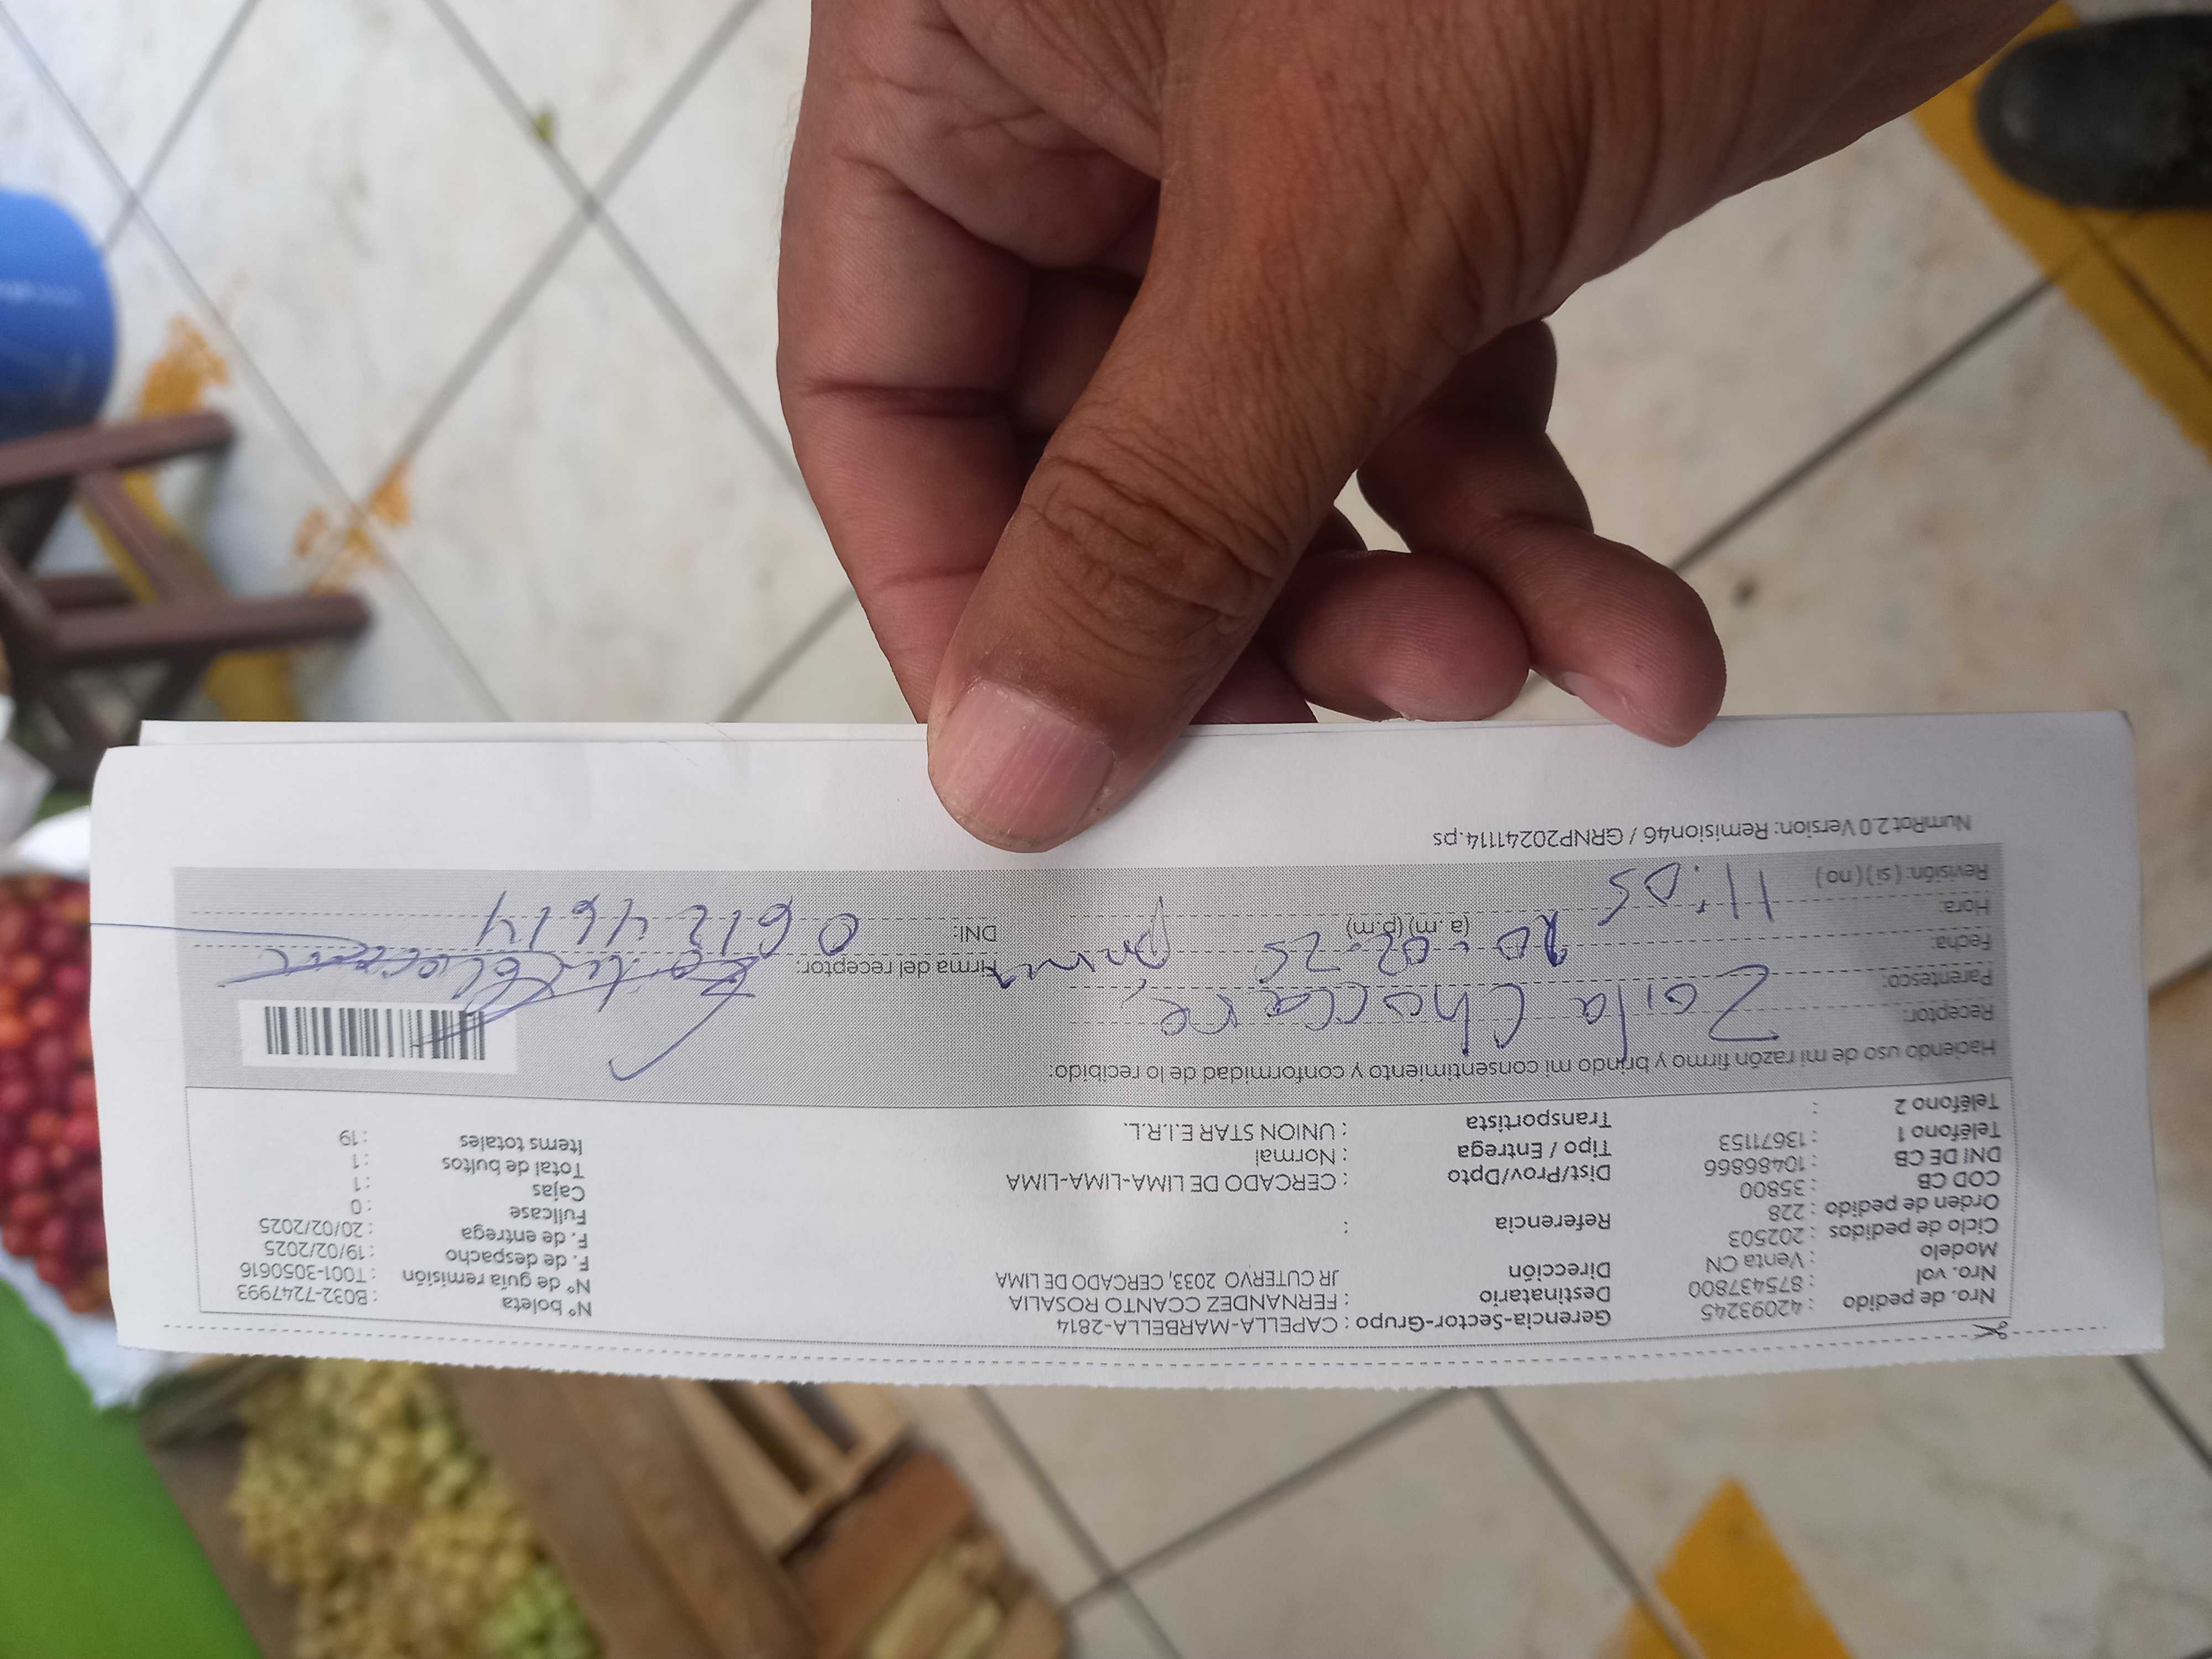 Nro. de pedido : 42093245 Gerencia-Sector-Grupo : CAPELLA-MARBELLA-2814 N° boleta : B032-7247993
Nro. vol : 875437800 Destinatario : FERNANDEZ CCANTO ROSALIA N° de guía remisión : T001-3050616
Modelo : Venta CN Dirección JR CUTERVO 2033, CERCADO DE LIMA F. de despacho : 19/02/2025
Ciclo de pedidos : 202503 F. de entrega : 20/02/2025
Orden de pedido : 228 Referencia : Fullcase : 0
COD CB : 35800 Cajas : 1
DNI DE CB : 10486866 Dist/Prov/Dpto : CERCADO DE LIMA-LIMA-LIMA Total de bultos : 1
Teléfono 1 : 13671153 Tipo / Entrega : Normal Items totales : 19
Teléfono 2 : Transportista : UNION STAR E.I.R.L.
Haciendo uso de mi razón firmo y brindo mi consentimiento y conformidad de lo recibido:
Receptor: Zoila Choccare,
Parentesco: prima Firma del receptor:
Fecha: 20-02-25
Hora: 11:05 (a.m) (p.m) DNI: 06124614
Revisión: ( si ) ( no )
NumRot 2.0 Version: Remision46 / GRNP20241114.ps